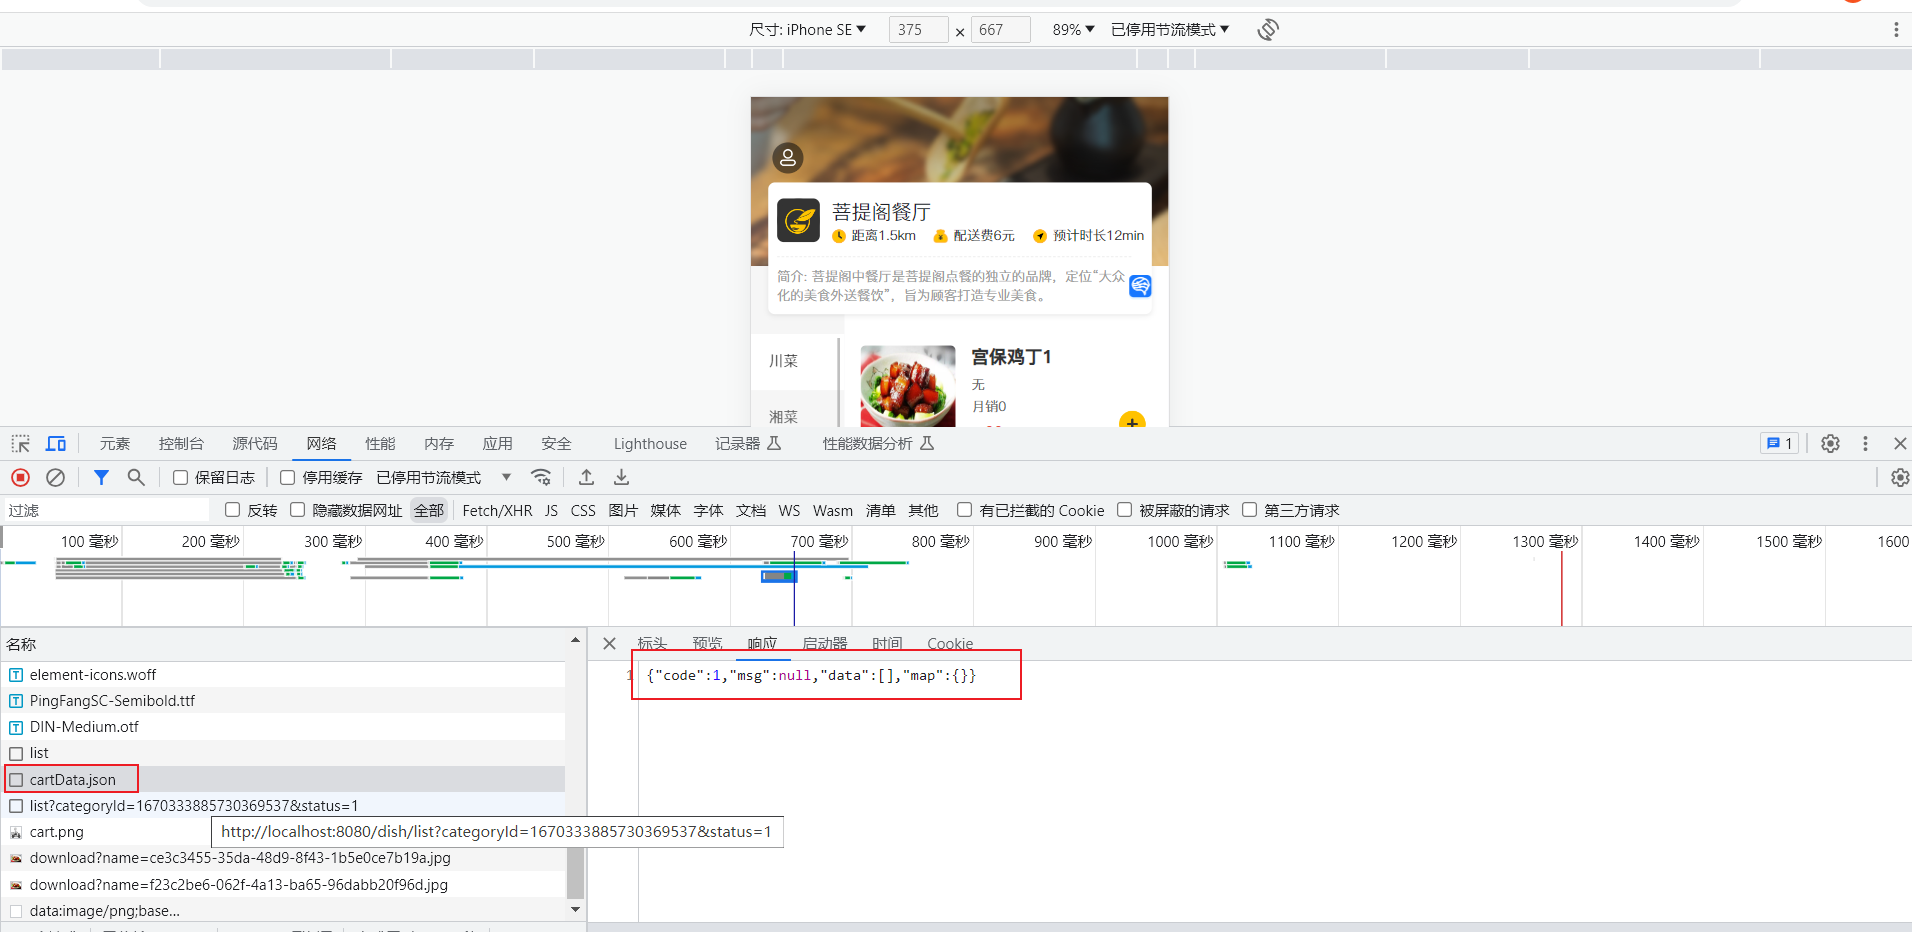 尺寸: iPhone SE 375 × 667 89% 已停用节流模式
菩提阁餐厅
距离1.5km 配送费6元 预计时长12min
简介: 菩提阁中餐厅是菩提阁点餐的独立的品牌，定位“大众
化的美食外送餐饮”，旨为顾客打造专业美食。
川菜
宫保鸡丁1
无
月销0
湘菜
元素 控制台 源代码 网络 性能 内存 应用 安全 Lighthouse 记录器 性能数据分析 1
保留日志 停用缓存 已停用节流模式
过滤 反转 隐藏数据网址 全部 Fetch/XHR JS CSS 图片 媒体 字体 文档 WS Wasm 清单 其他 有已拦截的 Cookie 被屏蔽的请求 第三方请求
100 毫秒 200 毫秒 300 毫秒 400 毫秒 500 毫秒 600 毫秒 700 毫秒 800 毫秒 900 毫秒 1000 毫秒 1100 毫秒 1200 毫秒 1300 毫秒 1400 毫秒 1500 毫秒 1600
名称
标头 预览 响应 启动器 时间 Cookie
1 {"code":1,"msg":null,"data":[],"map":{}}
element-icons.woff
PingFangSC-Semibold.ttf
DIN-Medium.otf
list
cartData.json
list?categoryId=1670333885730369537&status=1
cart.png
http://localhost:8080/dish/list?categoryId=1670333885730369537&status=1
download?name=ce3c3455-35da-48d9-8f43-1b5e0ce7b19a.jpg
download?name=f23c2be6-062f-4a13-ba65-96dabb20f96d.jpg
data:image/png;base...